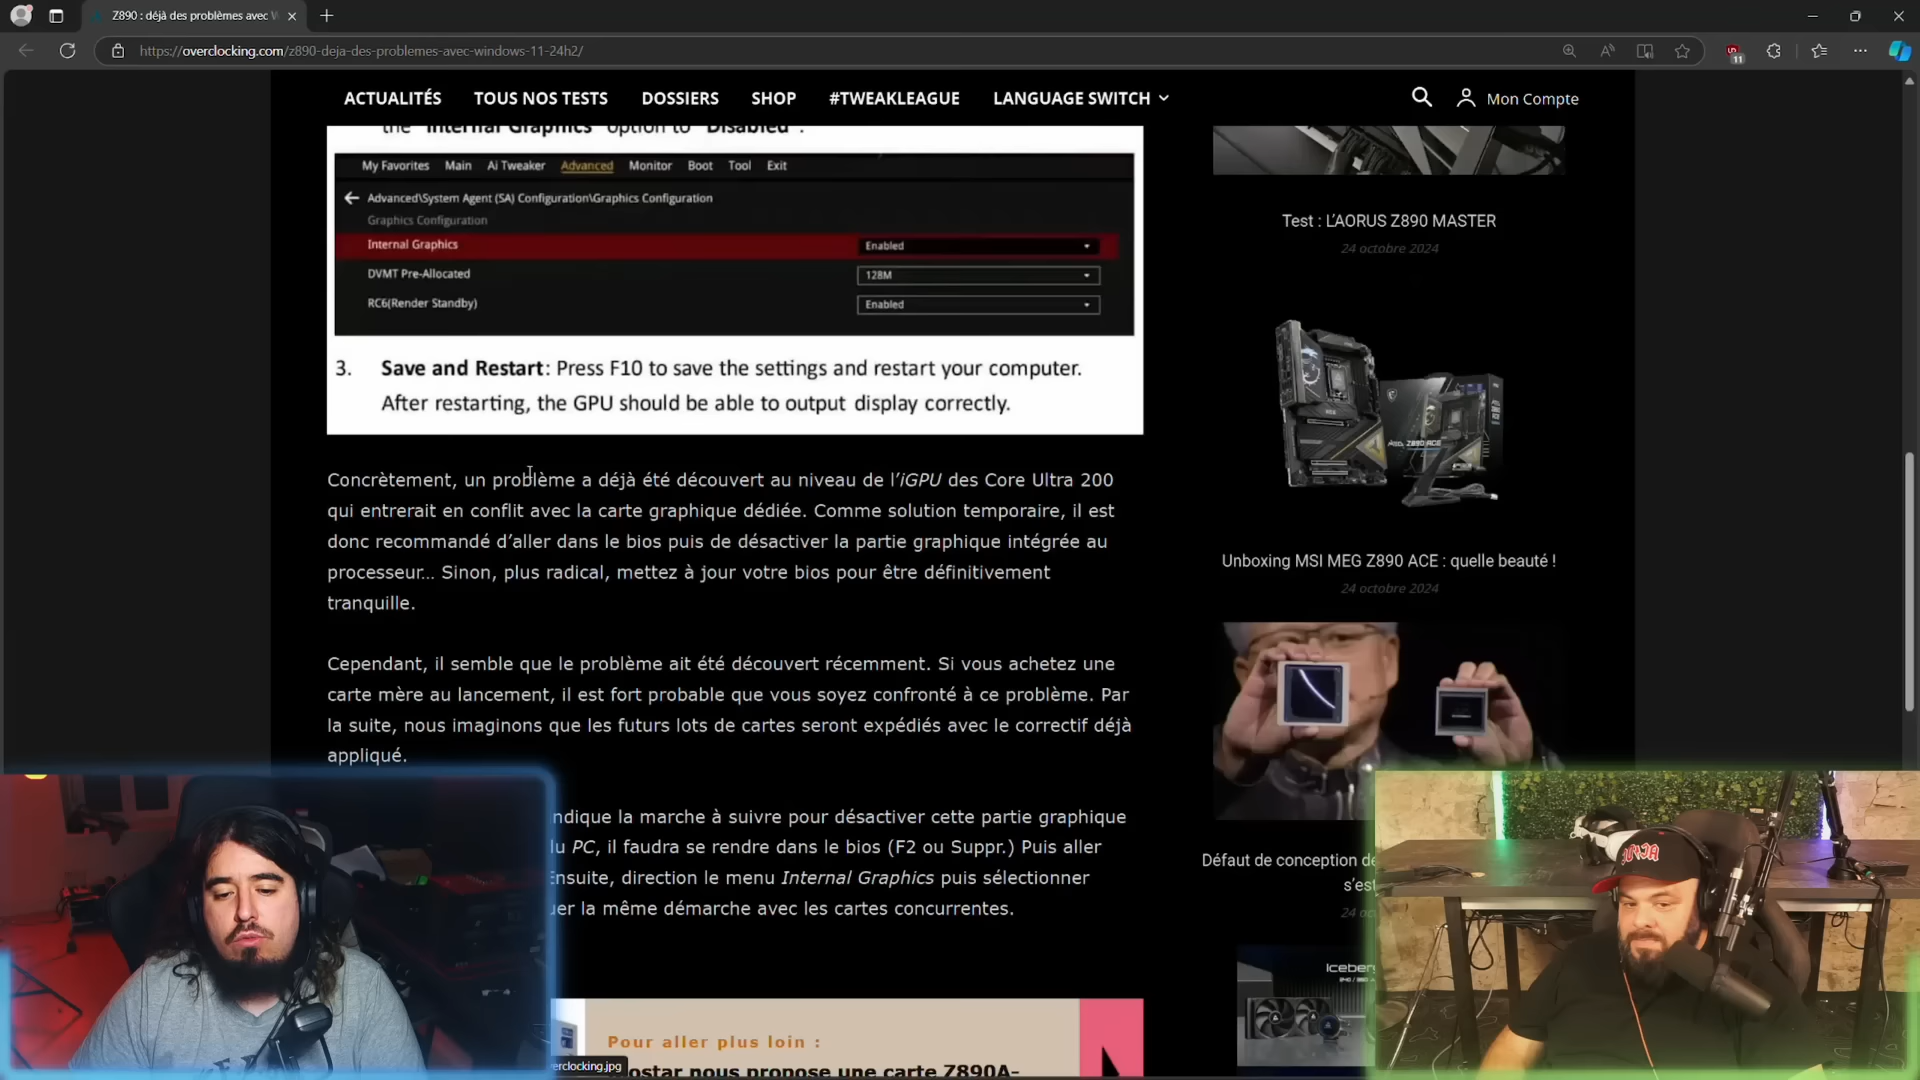 Z890 : déjà des problèmes avec W
https://overclocking.com/z890-deja-des-problemes-avec-windows-11-24h2/
11
ACTUALITÉS TOUS NOS TESTS DOSSIERS SHOP #TWEAKLEAGUE LANGUAGE SWITCH Mon Compte
the "Internal Graphics" option to "Disabled".
My Favorites Main Ai Tweaker Advanced Monitor Boot Tool Exit
Advanced\System Agent (SA) Configuration\Graphics Configuration
Graphics Configuration
Internal Graphics Enabled
DVMT Pre-Allocated 128M
RC6(Render Standby) Enabled
3. Save and Restart: Press F10 to save the settings and restart your computer.
After restarting, the GPU should be able to output display correctly.
Concrètement, un problème a déjà été découvert au niveau de l'iGPU des Core Ultra 200
qui entrerait en conflit avec la carte graphique dédiée. Comme solution temporaire, il est
donc recommandé d'aller dans le bios puis de désactiver la partie graphique intégrée au
processeur… Sinon, plus radical, mettez à jour votre bios pour être définitivement
tranquille.
Cependant, il semble que le problème ait été découvert récemment. Si vous achetez une
carte mère au lancement, il est fort probable que vous soyez confronté à ce problème. Par
la suite, nous imaginons que les futurs lots de cartes seront expédiés avec le correctif déjà
appliqué.
ndique la marche à suivre pour désactiver cette partie graphique
du PC, il faudra se rendre dans le bios (F2 ou Suppr.) Puis aller
Ensuite, direction le menu Internal Graphics puis sélectionner
uer la même démarche avec les cartes concurrentes.
Pour aller plus loin :
ostar nous propose une carte Z890A-
erclocking.jpg
Test : L'AORUS Z890 MASTER
24 octobre 2024
MEG Z890 ACE
Unboxing MSI MEG Z890 ACE : quelle beauté !
24 octobre 2024
Défaut de conception de
s'est
24 oc
Iceberg